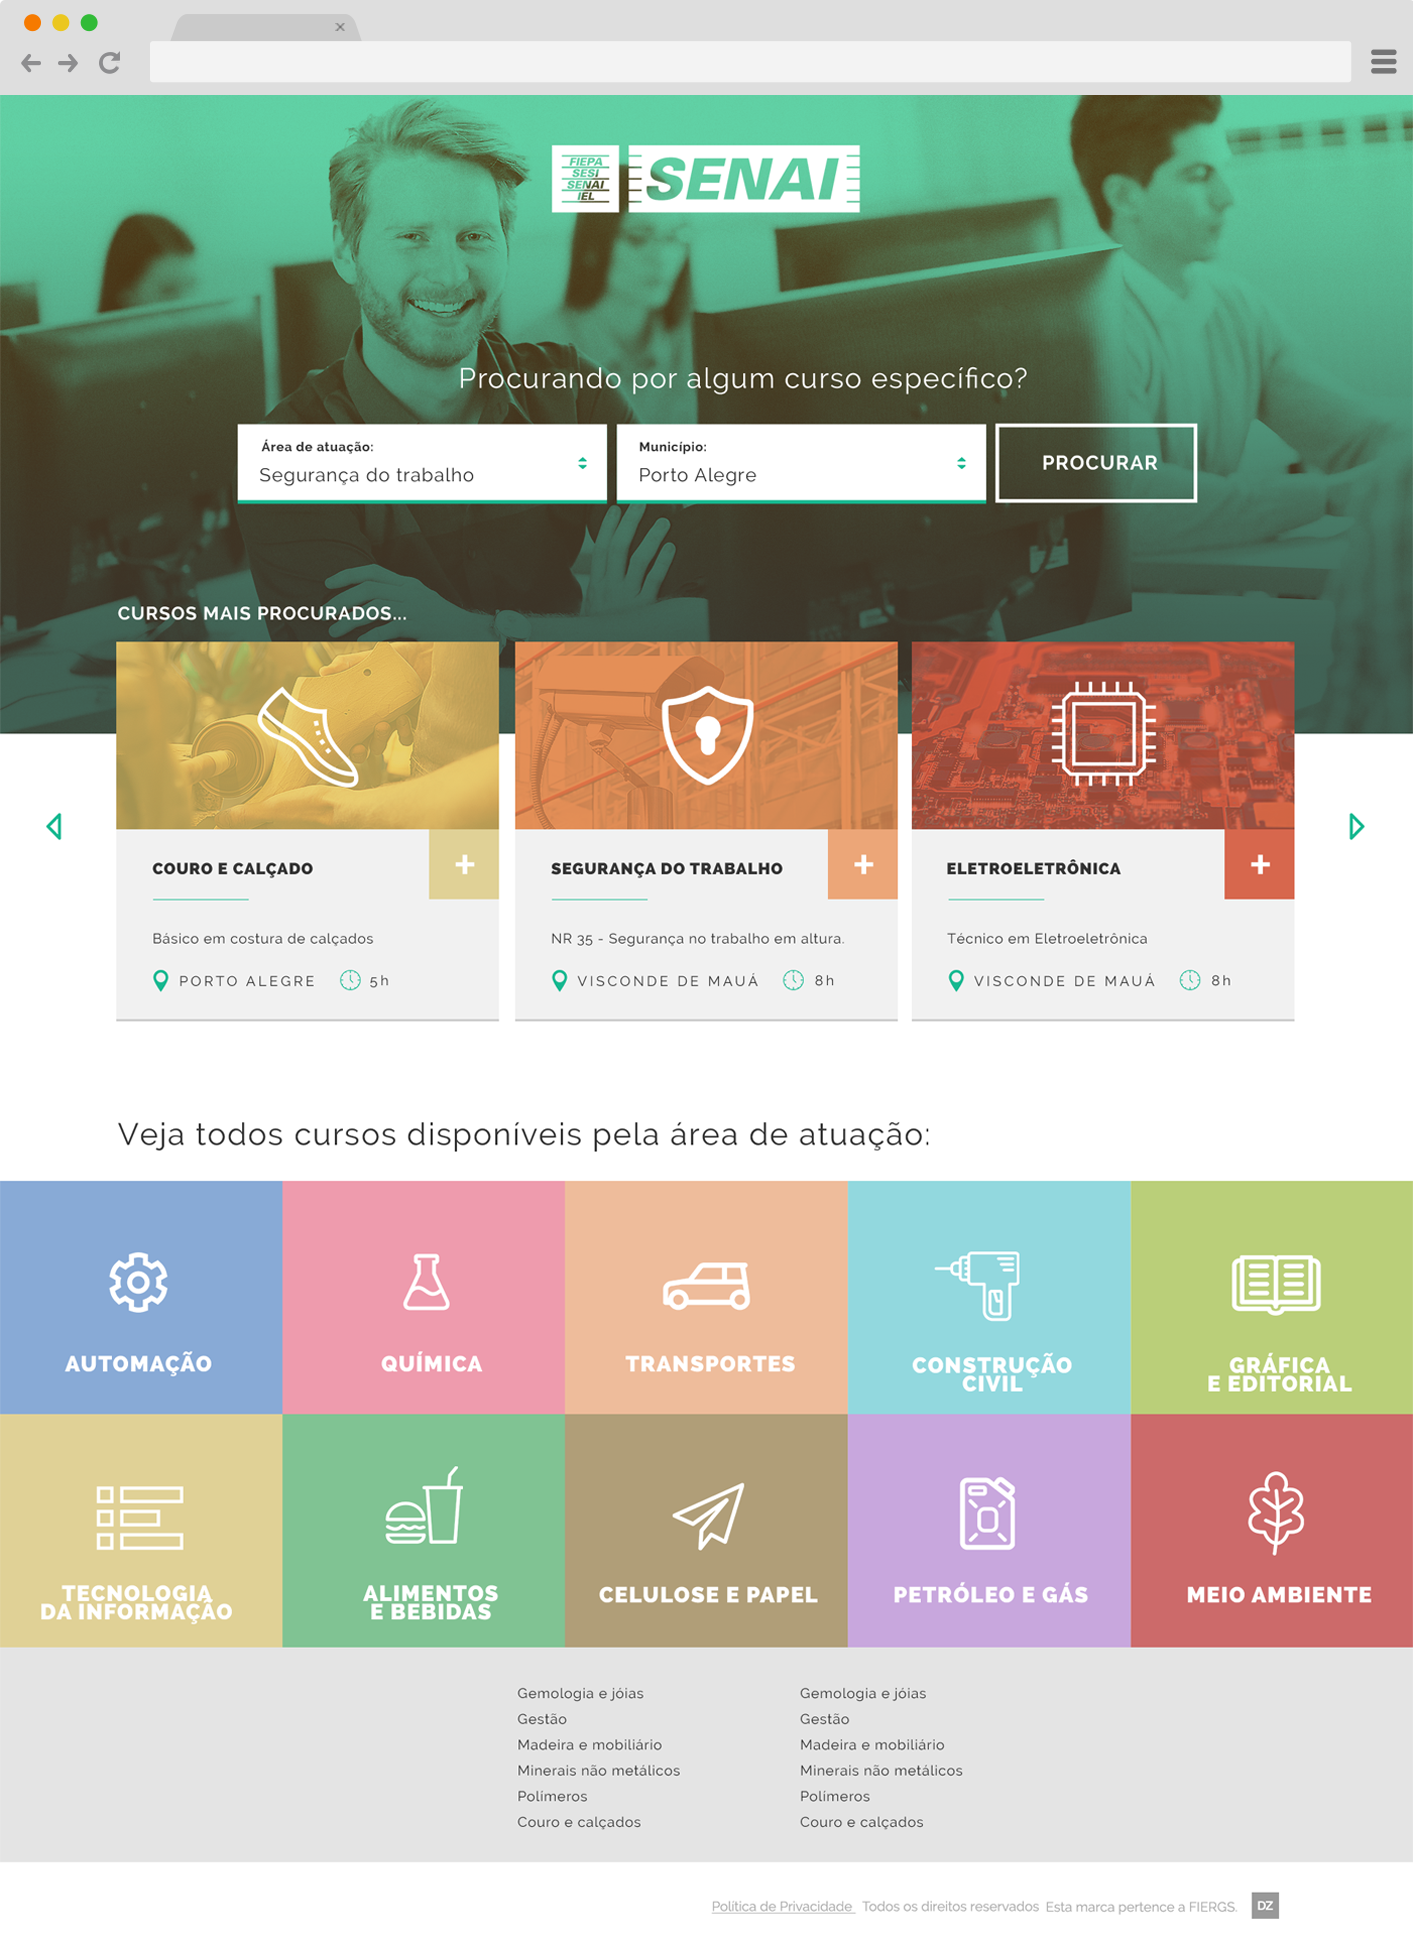 FIEPA
SESI
SENAI
IEL
SENAI
Procurando por algum curso específico?
Área de atuação:
Segurança do trabalho
Município:
Porto Alegre
PROCURAR
CURSOS MAIS PROCURADOS...
COURO E CALÇADO
+
Básico em costura de calçados
PORTO ALEGRE
5h
SEGURANÇA DO TRABALHO
+
NR 35 - Segurança no trabalho em altura.
VISCONDE DE MAUÁ
8h
ELETROELETRÔNICA
+
Técnico em Eletroeletrônica
VISCONDE DE MAUÁ
8h
Veja todos cursos disponíveis pela área de atuação:
AUTOMAÇÃO
QUÍMICA
TRANSPORTES
CONSTRUÇÃO
CIVIL
GRÁFICA
E EDITORIAL
TECNOLOGIA
DA INFORMAÇÃO
ALIMENTOS
E BEBIDAS
CELULOSE E PAPEL
PETRÓLEO E GÁS
MEIO AMBIENTE
Gemologia e jóias
Gestão
Madeira e mobiliário
Minerais não metálicos
Polímeros
Couro e calçados
Gemologia e jóias
Gestão
Madeira e mobiliário
Minerais não metálicos
Polímeros
Couro e calçados
Política de Privacidade Todos os direitos reservados Esta marca pertence a FIERGS. DZ